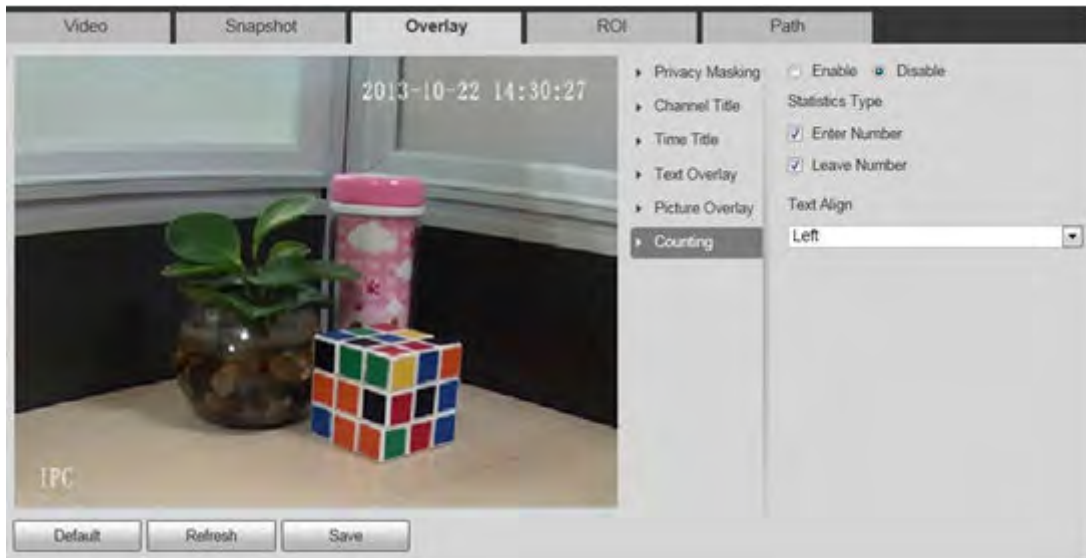 Video Snapshot Overlay ROI Path
2013-10-22 14:30:27
IPC
Privacy Masking
Channel Title
Time Title
Text Overlay
Picture Overlay
Counting
Enable Disable
Statistics Type
Enter Number
Leave Number
Text Align
Left
Default Refresh Save